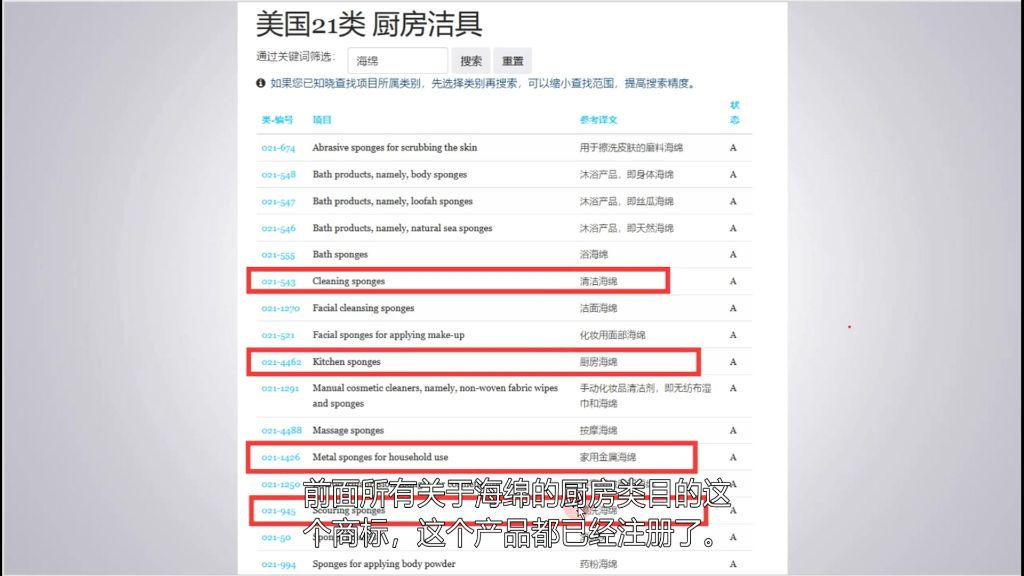 美国21类 厨房洁具
通过关键词筛选: 海绵 搜索 重置
如果您已知晓查找项目所属类别，先选择类别再搜索，可以缩小查找范围，提高搜索精度。
类-编号 项目 参考译文 状态
021-674 Abrasive sponges for scrubbing the skin 用于擦洗皮肤的磨料海绵 A
021-548 Bath products, namely, body sponges 沐浴产品，即身体海绵 A
021-547 Bath products, namely, loofah sponges 沐浴产品，即丝瓜海绵 A
021-546 Bath products, namely, natural sea sponges 沐浴产品，即天然海绵 A
021-555 Bath sponges 浴海绵 A
021-543 Cleaning sponges 清洁海绵 A
021-1270 Facial cleansing sponges 洁面海绵 A
021-521 Facial sponges for applying make-up 化妆用面部海绵 A
021-4462 Kitchen sponges 厨房海绵 A
021-1291 Manual cosmetic cleaners, namely, non-woven fabric wipes 手动化妆品清洁剂，即无纺布湿 A
and sponges 巾和海绵
021-4488 Massage sponges 按摩海绵 A
021-1426 Metal sponges for household use 家用金属海绵 A
021-1250
前面所有关于海绵的厨房类目的这
021-945 Scouring sponges A
个商标，这个产品都已经注册了。
021-50 A
021-994 Sponges for applying body powder 药粉海绵 A